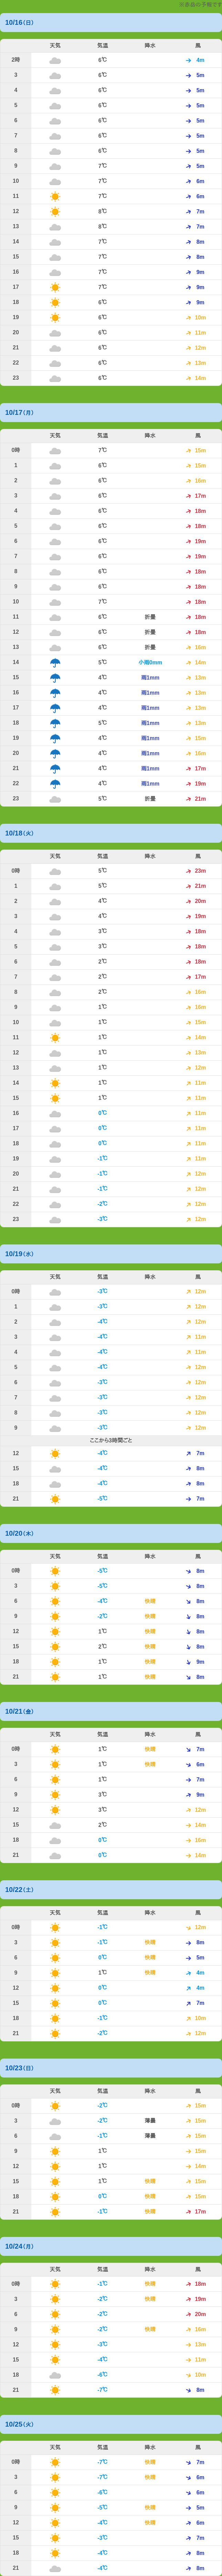 10/16(日)
天気 気温 降水 風
2時 6℃ 4m
3 6℃ 5m
4 6℃ 5m
5 6℃ 5m
6 6℃ 5m
7 6℃ 5m
8 6℃ 5m
9 7℃ 5m
10 7℃ 6m
11 7℃ 6m
12 8℃ 7m
13 8℃ 7m
14 7℃ 8m
15 7℃ 8m
16 7℃ 9m
17 7℃ 9m
18 6℃ 9m
19 6℃ 10m
20 6℃ 11m
21 6℃ 12m
22 6℃ 13m
23 6℃ 14m
10/17(月)
天気 気温 降水 風
0時 7℃ 15m
1 6℃ 15m
2 6℃ 16m
3 6℃ 17m
4 6℃ 18m
5 6℃ 18m
6 6℃ 19m
7 6℃ 19m
8 6℃ 18m
9 6℃ 18m
10 7℃ 18m
11 6℃ 折曇 18m
12 6℃ 折曇 18m
13 6℃ 折曇 16m
14 5℃ 小雨0mm 14m
15 4℃ 雨1mm 13m
16 4℃ 雨1mm 13m
17 4℃ 雨1mm 13m
18 5℃ 雨1mm 13m
19 4℃ 雨1mm 15m
20 4℃ 雨1mm 16m
21 4℃ 雨1mm 17m
22 4℃ 雨1mm 19m
23 5℃ 折曇 21m
10/18(火)
天気 気温 降水 風
0時 5℃ 23m
1 5℃ 21m
2 4℃ 20m
3 4℃ 19m
4 3℃ 18m
5 3℃ 18m
6 2℃ 18m
7 2℃ 17m
8 2℃ 16m
9 1℃ 16m
10 1℃ 15m
11 1℃ 14m
12 1℃ 13m
13 1℃ 12m
14 1℃ 11m
15 1℃ 11m
16 0℃ 11m
17 0℃ 11m
18 0℃ 11m
19 -1℃ 11m
20 -1℃ 12m
21 -1℃ 12m
22 -2℃ 12m
23 -3℃ 12m
10/19(水)
天気 気温 降水 風
0時 -3℃ 12m
1 -3℃ 12m
2 -4℃ 12m
3 -4℃ 11m
4 -4℃ 11m
5 -4℃ 12m
6 -3℃ 12m
7 -3℃ 12m
8 -3℃ 12m
9 -3℃ 12m
ここから3時間ごと
12 -4℃ 7m
15 -4℃ 8m
18 -4℃ 8m
21 -5℃ 7m
10/20(木)
天気 気温 降水 風
0時 -5℃ 8m
3 -5℃ 8m
6 -4℃ 快晴 8m
9 -2℃ 快晴 8m
12 1℃ 快晴 8m
15 2℃ 快晴 8m
18 1℃ 快晴 9m
21 1℃ 快晴 8m
10/21(金)
天気 気温 降水 風
0時 1℃ 快晴 7m
3 1℃ 快晴 6m
6 1℃ 7m
9 3℃ 9m
12 3℃ 12m
15 2℃ 14m
18 0℃ 16m
21 0℃ 14m
10/22(土)
天気 気温 降水 風
0時 -1℃ 12m
3 -1℃ 快晴 8m
6 0℃ 快晴 5m
9 1℃ 快晴 4m
12 0℃ 4m
15 0℃ 7m
18 -1℃ 10m
21 -2℃ 12m
10/23(日)
天気 気温 降水 風
0時 -2℃ 15m
3 -2℃ 薄曇 15m
6 -1℃ 薄曇 15m
9 1℃ 15m
12 1℃ 14m
15 1℃ 快晴 15m
18 0℃ 快晴 15m
21 -1℃ 快晴 17m
10/24(月)
天気 気温 降水 風
0時 -1℃ 快晴 18m
3 -2℃ 快晴 19m
6 -2℃ 快晴 20m
9 -2℃ 快晴 16m
12 -3℃ 13m
15 -4℃ 11m
18 -6℃ 10m
21 -7℃ 8m
10/25(火)
天気 気温 降水 風
0時 -7℃ 快晴 7m
3 -7℃ 快晴 6m
6 -6℃ 6m
9 -5℃ 快晴 5m
12 -4℃ 快晴 6m
15 -3℃ 7m
18 -4℃ 8m
21 -4℃ 8m